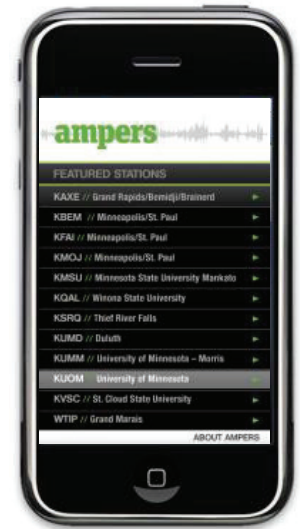 ampers
FEATURED STATIONS
KAXE // Grand Rapids/Bemidji/Brainerd
KBEM // Minneapolis/St. Paul
KFAI // Minneapolis/St. Paul
KMOJ // Minneapolis/St. Paul
KMSU // Minnesota State University Mankato
KQAL // Winona State University
KSRQ // Thief River Falls
KUMD // Duluth
KUMM // University of Minnesota – Morris
KUOM // University of Minnesota
KVSC // St. Cloud State University
WTIP // Grand Marais
ABOUT AMPERS